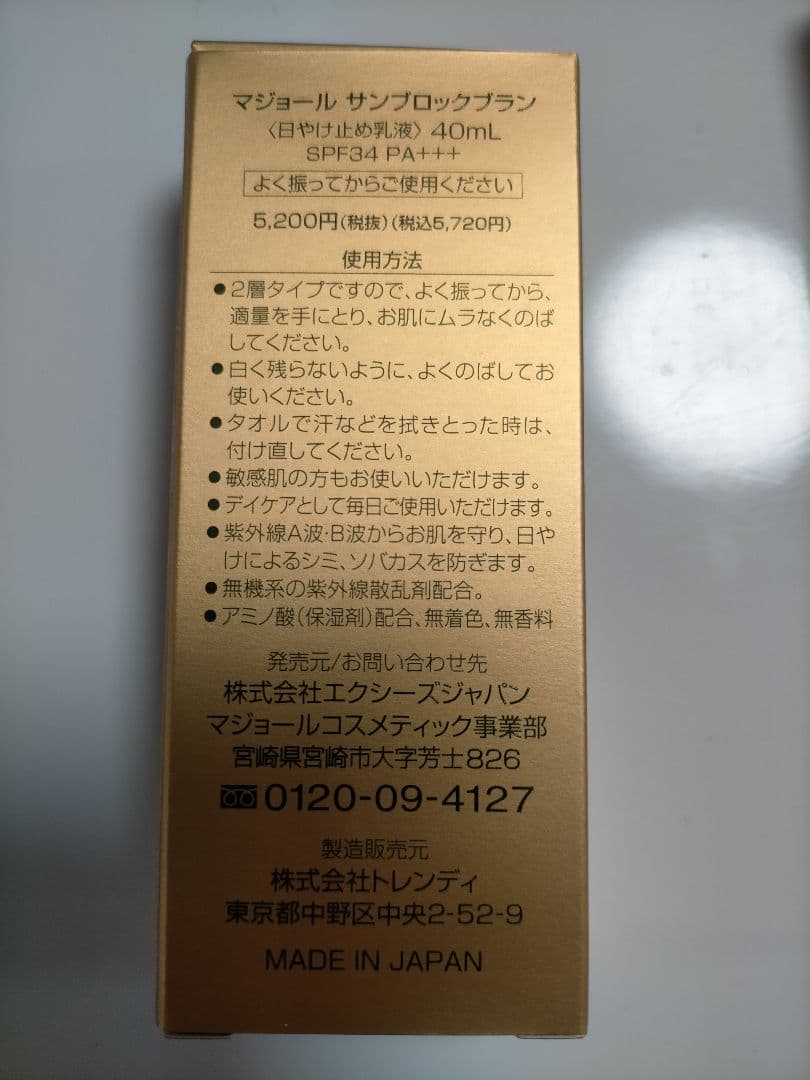 マジョール サンブロックブラン
〈日やけ止め乳液〉40mL
SPF34 PA+++
よく振ってからご使用ください
5,200円(税抜)(税込5,720円)
使用方法
●2層タイプですので、よく振ってから、
適量を手にとり、お肌にムラなくのば
してください。
●白く残らないように、よくのばしてお
使いください。
●タオルで汗などを拭きとった時は、
付け直してください。
●敏感肌の方もお使いいただけます。
●デイケアとして毎日ご使用いただけます。
●紫外線A波・B波からお肌を守り、日や
けによるシミ、ソバカスを防ぎます。
●無機系の紫外線散乱剤配合。
●アミノ酸(保湿剤)配合、無着色、無香料
発売元/お問い合わせ先
株式会社エクシーズジャパン
マジョールコスメティック事業部
宮崎県宮崎市大字芳士826
0120-09-4127
製造販売元
株式会社トレンディ
東京都中野区中央2-52-9
MADE IN JAPAN